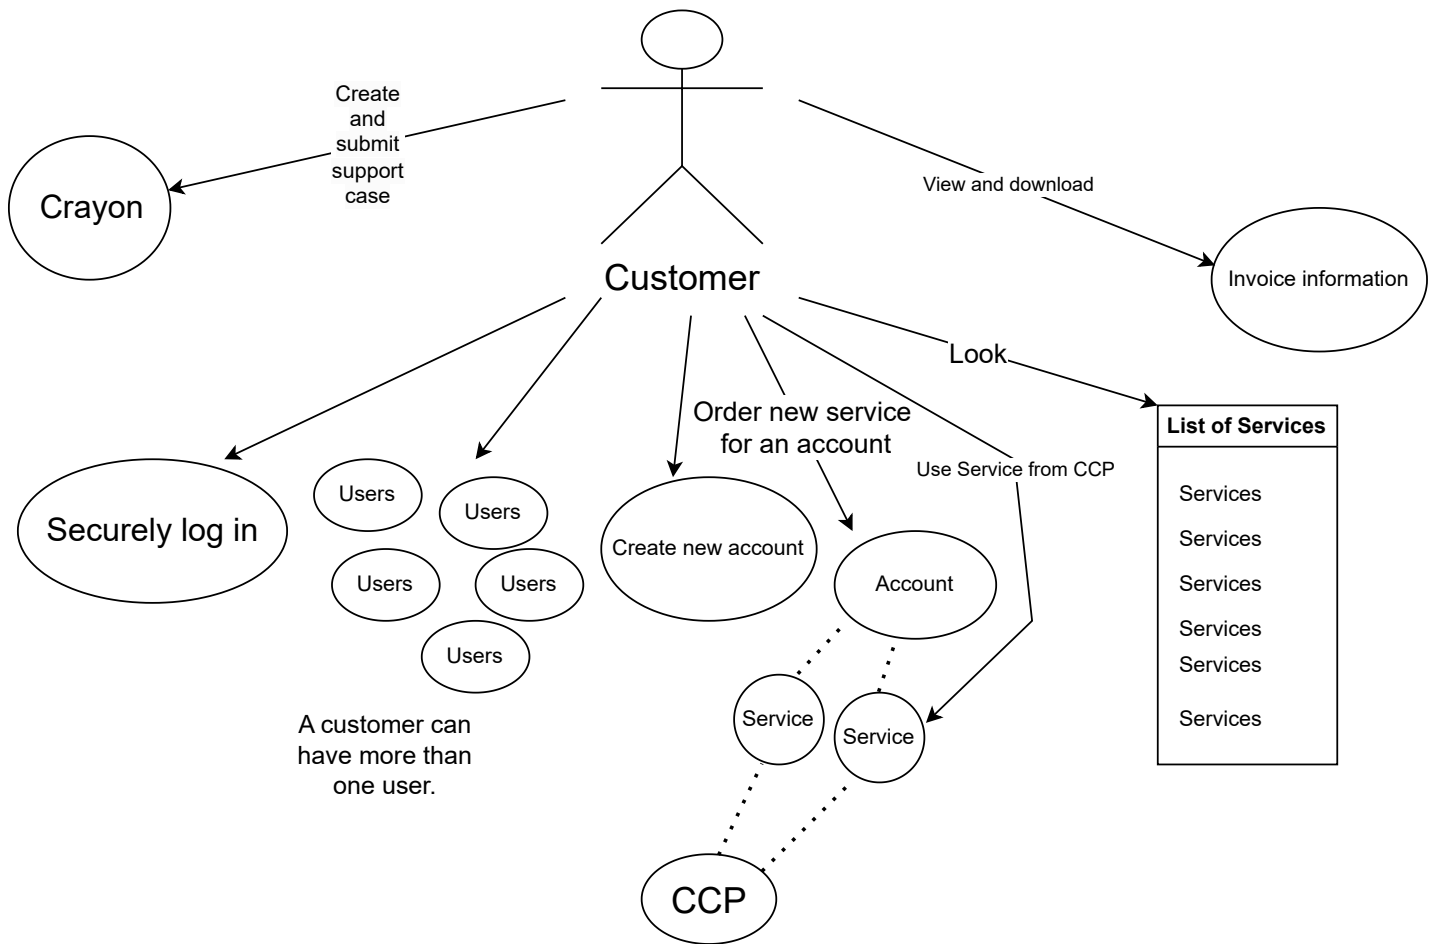 Create
and
submit
support
case
Crayon
View and download
Invoice information
Customer
Look
Order new service
for an account
Use Service from CCP
List of Services
Services
Services
Services
Services
Services
Services
Securely log in
Users
Users
Users
Users
Users
A customer can
have more than
one user.
Create new account
Account
Service
Service
CCP